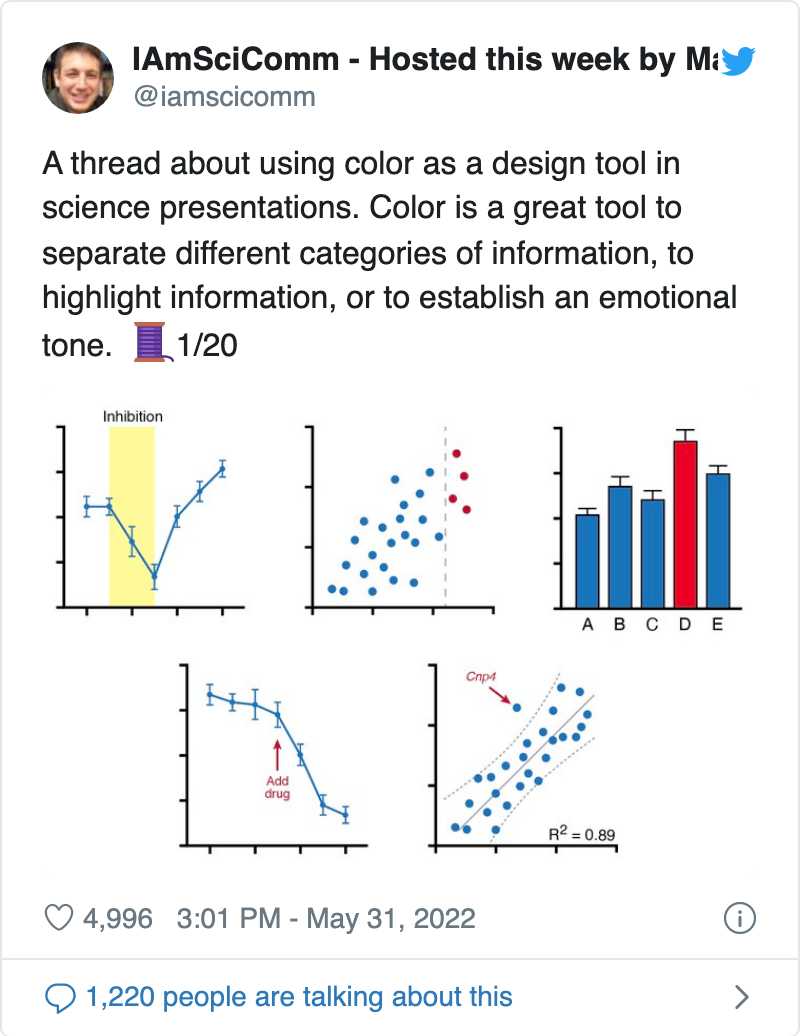 IAmSciComm - Hosted this week by
@iamscicomm
A thread about using color as a design tool in
science presentations. Color is a great tool to
separate different categories of information, to
highlight information, or to establish an emotional
tone. 🧵 1/20
Inhibition
A B C D E
Add
drug
Cnp4
R² = 0.89
4,996 3:01 PM - May 31, 2022
1,220 people are talking about this